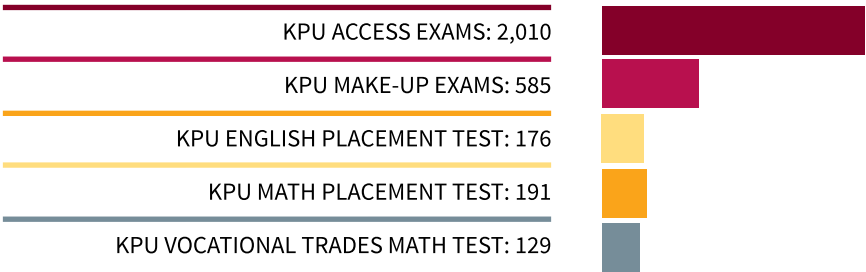 KPU ACCESS EXAMS: 2,010
KPU MAKE-UP EXAMS: 585
KPU ENGLISH PLACEMENT TEST: 176
KPU MATH PLACEMENT TEST: 191
KPU VOCATIONAL TRADES MATH TEST: 129